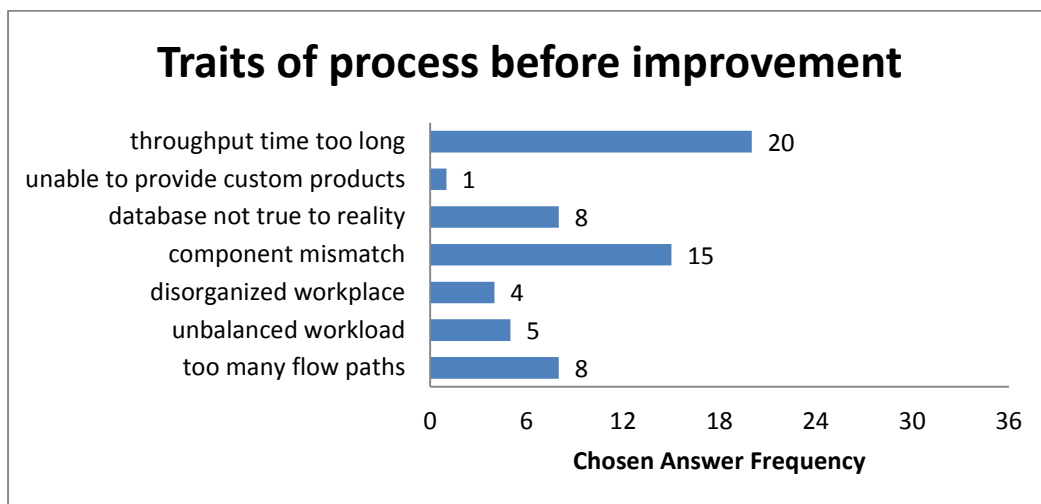 Traits of process before improvement
throughput time too long 20
unable to provide custom products 1
database not true to reality 8
component mismatch 15
disorganized workplace 4
unbalanced workload 5
too many flow paths 8
0 6 12 18 24 30 36
Chosen Answer Frequency